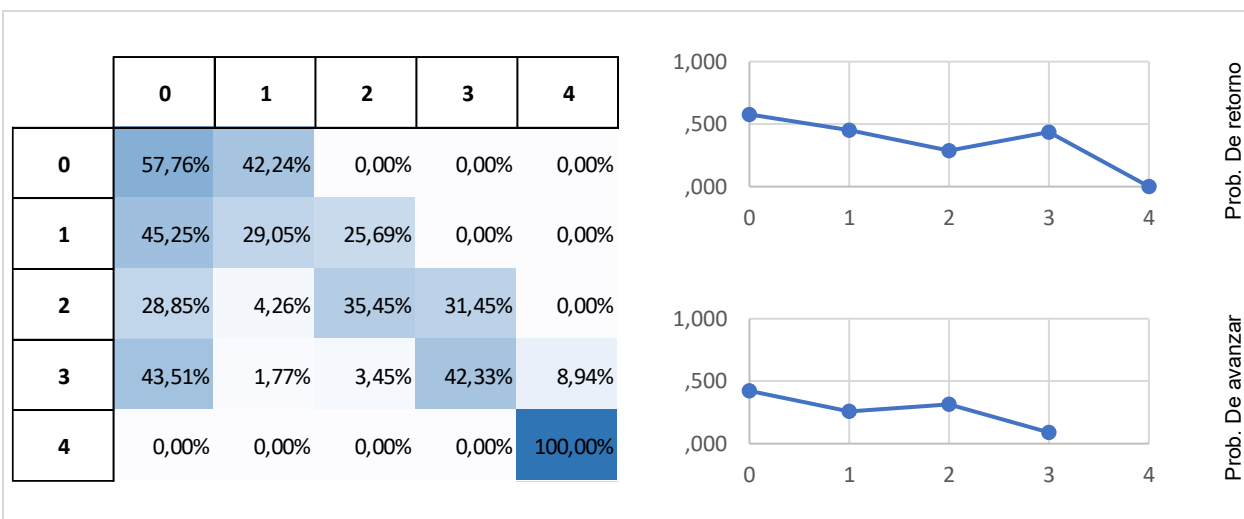 0 1 2 3 4
0 57,76% 42,24% 0,00% 0,00% 0,00%
1 45,25% 29,05% 25,69% 0,00% 0,00%
2 28,85% 4,26% 35,45% 31,45% 0,00%
3 43,51% 1,77% 3,45% 42,33% 8,94%
4 0,00% 0,00% 0,00% 0,00% 100,00%
1,000
,500
,000
0 1 2 3 4
Prob. De retorno
1,000
,500
,000
0 1 2 3 4
Prob. De avanzar